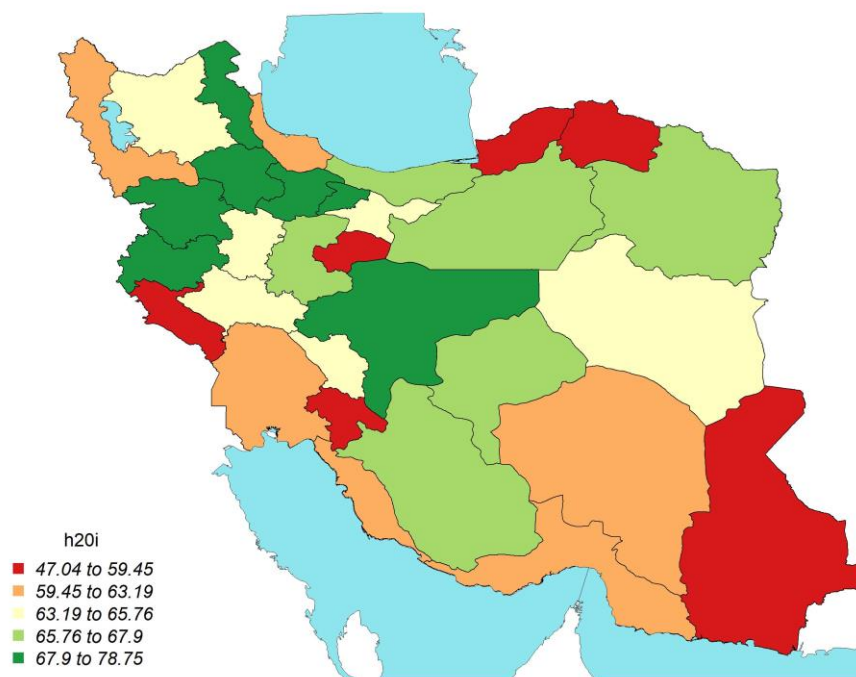 h20i
47.04 to 59.45
59.45 to 63.19
63.19 to 65.76
65.76 to 67.9
67.9 to 78.75